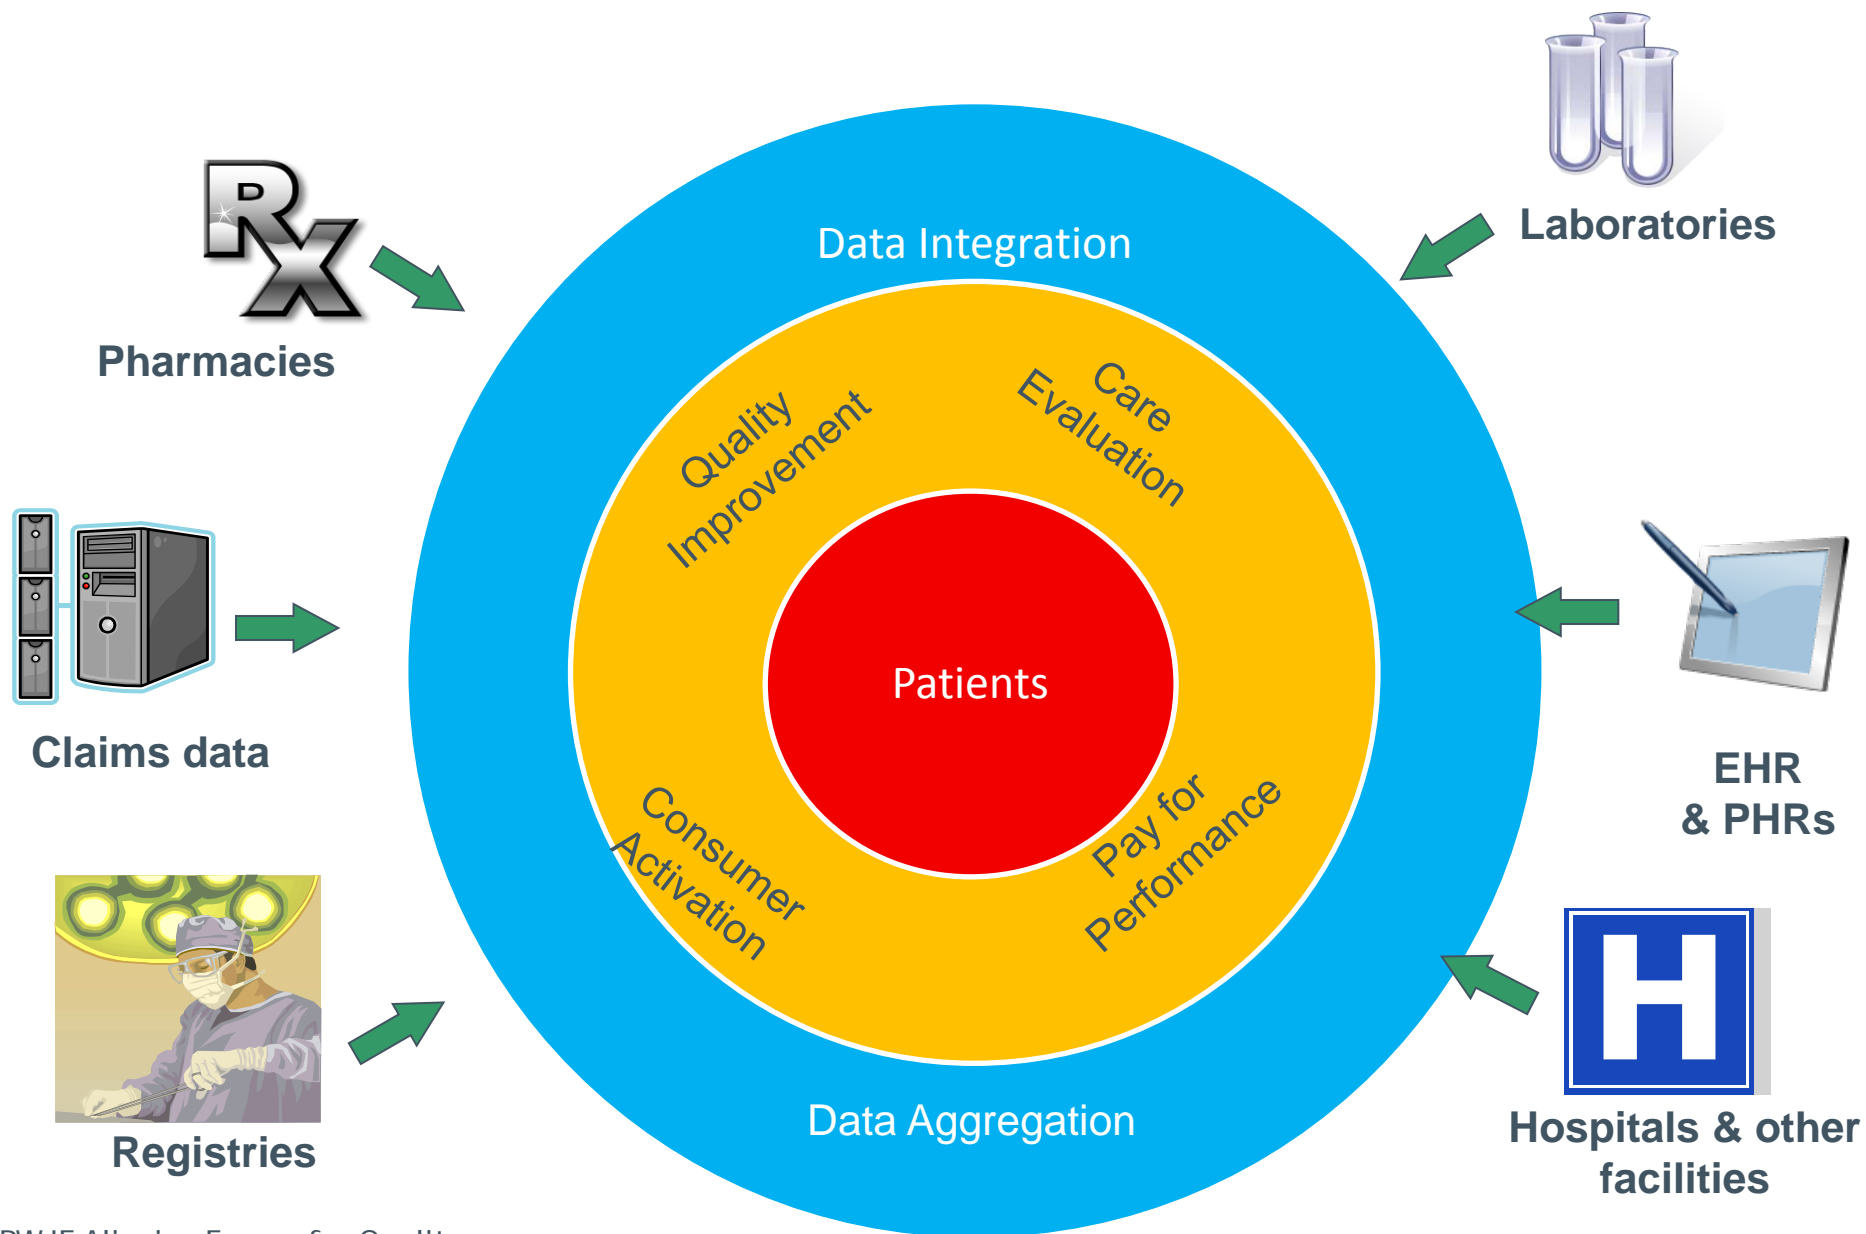 Laboratories
Data Integration
Rx
Pharmacies
Care
Evaluation
Quality
Improvement
Patients
Claims data
EHR
& PHRs
Consumer
Activation
Pay for
Performance
H
Data Aggregation
Registries
Hospitals & other
facilities